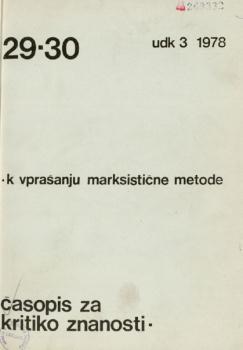 29·30
udk 3 1978
·k vprašanju marksistične metode
časopis za
kritiko znanosti·